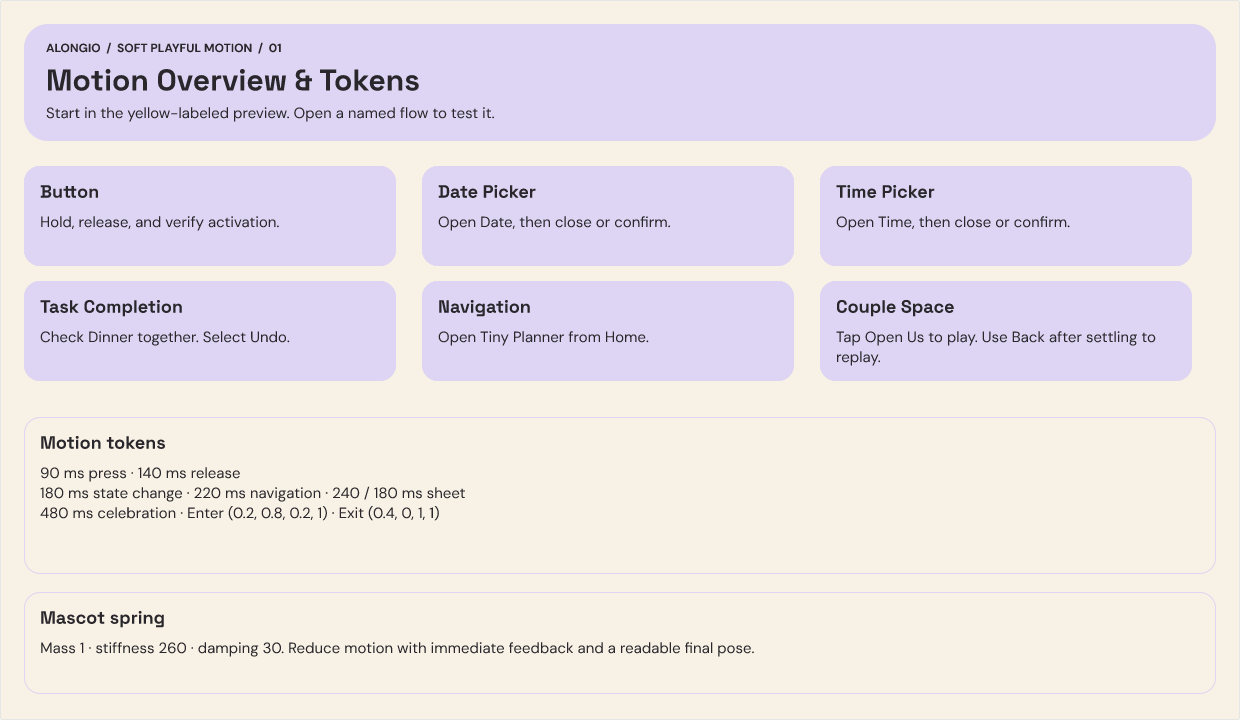 ALONGIO / SOFT PLAYFUL MOTION / 01
Motion Overview & Tokens
Start in the yellow-labeled preview. Open a named flow to test it.
Button
Hold, release, and verify activation.
Date Picker
Open Date, then close or confirm.
Time Picker
Open Time, then close or confirm.
Task Completion
Check Dinner together. Select Undo.
Navigation
Open Tiny Planner from Home.
Couple Space
Tap Open Us to play. Use Back after settling to
replay.
Motion tokens
90 ms press · 140 ms release
180 ms state change · 220 ms navigation · 240 / 180 ms sheet
480 ms celebration · Enter (0.2, 0.8, 0.2, 1) · Exit (0.4, 0, 1, 1)
Mascot spring
Mass 1 · stiffness 260 · damping 30. Reduce motion with immediate feedback and a readable final pose.